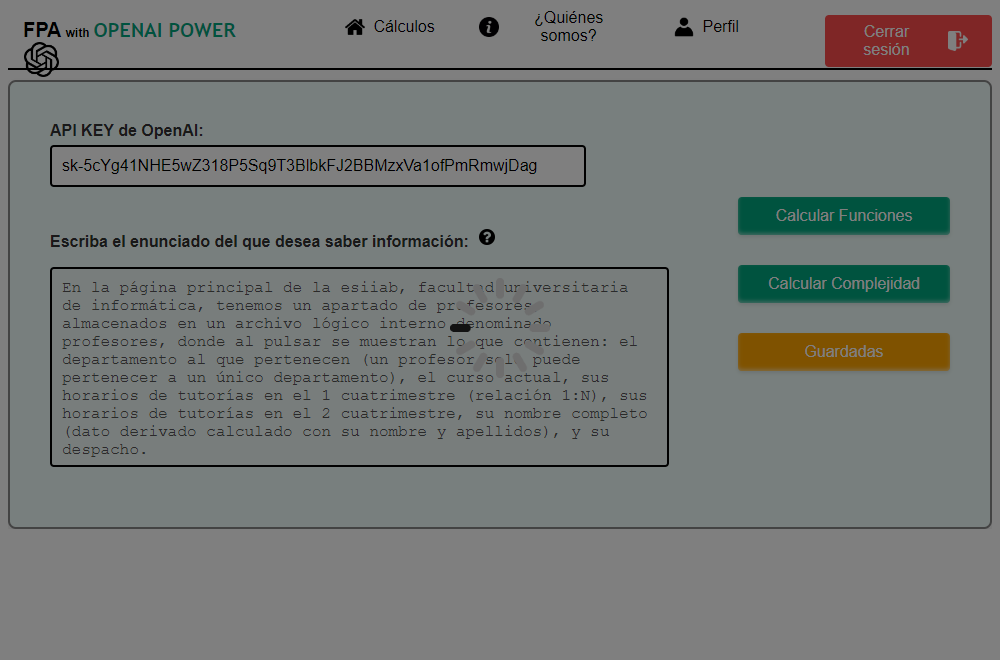 FPA with OPENAI POWER
Cálculos
¿Quiénes
somos?
Perfil
Cerrar
sesión
API KEY de OpenAI:
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
Escriba el enunciado del que desea saber información:
En la página principal de la esiiab, facultad universitaria
de informática, tenemos un apartado de profesores
almacenados en un archivo lógico interno denominado
profesores, donde al pulsar se muestran lo que contienen: el
departamento al que pertenecen (un profesor solo puede
pertenecer a un único departamento), el curso actual, sus
horarios de tutorías en el 1 cuatrimestre (relación 1:N), sus
horarios de tutorías en el 2 cuatrimestre, su nombre completo
(dato derivado calculado con su nombre y apellidos), y su
despacho.
Calcular Funciones
Calcular Complejidad
Guardadas